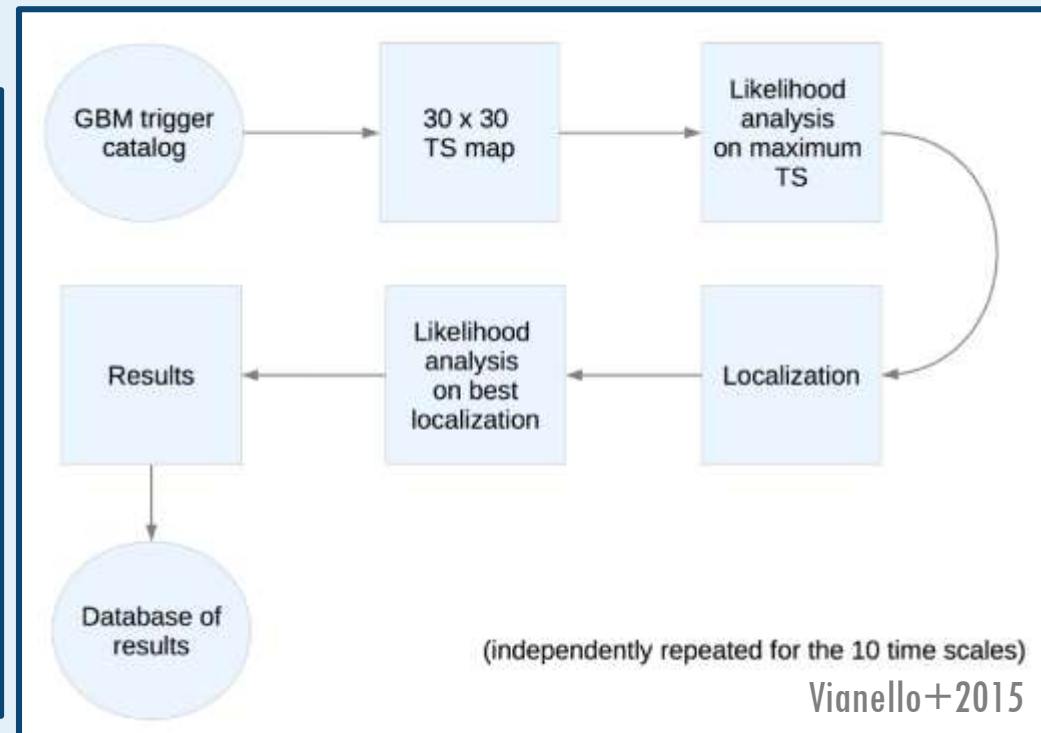 GBM trigger
catalog
30 x 30
TS map
Likelihood
analysis
on maximum
TS
Localization
Likelihood
analysis
on best
localization
Results
Database of
results
(independently repeated for the 10 time scales)
Vianello+2015